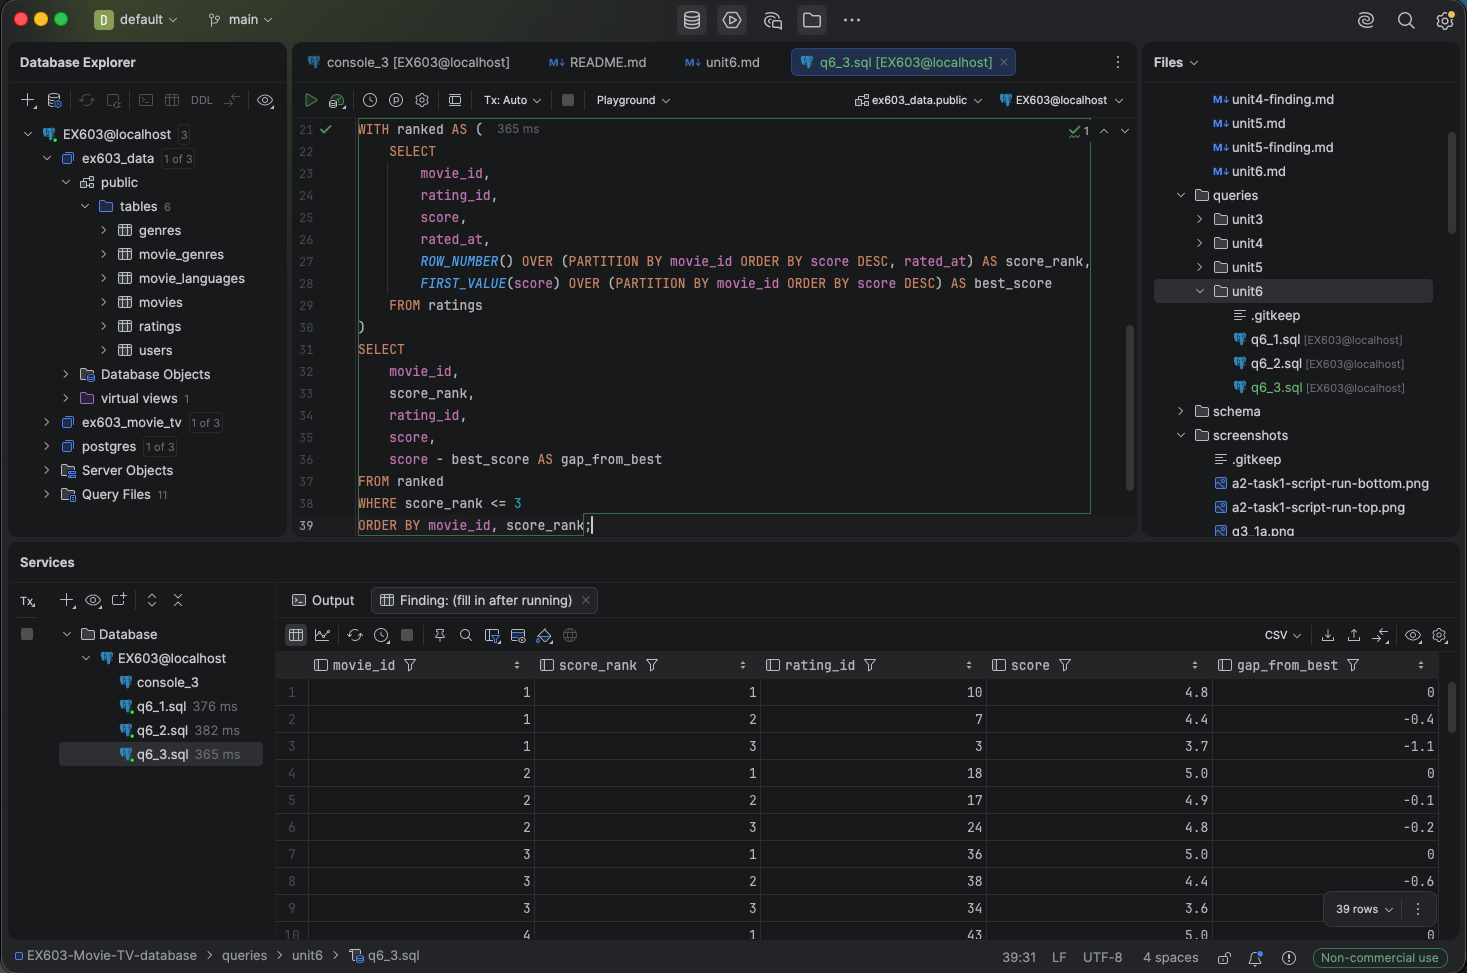 D default main
Database Explorer
DDL
EX603@localhost 3
ex603_data 1 of 3
public
tables 6
genres
movie_genres
movie_languages
movies
ratings
users
Database Objects
virtual views 1
ex603_movie_tv 1 of 3
postgres 1 of 3
Server Objects
Query Files 11
console_3 [EX603@localhost] M↓ README.md M↓ unit6.md q6_3.sql [EX603@localhost]
Tx: Auto Playground ex603_data.public EX603@localhost
21 WITH ranked AS ( 365 ms 1
22 SELECT
23 movie_id,
24 rating_id,
25 score,
26 rated_at,
27 ROW_NUMBER() OVER (PARTITION BY movie_id ORDER BY score DESC, rated_at) AS score_rank,
28 FIRST_VALUE(score) OVER (PARTITION BY movie_id ORDER BY score DESC) AS best_score
29 FROM ratings
30 )
31 SELECT
32 movie_id,
33 score_rank,
34 rating_id,
35 score,
36 score - best_score AS gap_from_best
37 FROM ranked
38 WHERE score_rank <= 3
39 ORDER BY movie_id, score_rank;
Files
M↓ unit4-finding.md
M↓ unit5.md
M↓ unit5-finding.md
M↓ unit6.md
queries
unit3
unit4
unit5
unit6
.gitkeep
q6_1.sql [EX603@localhost]
q6_2.sql [EX603@localhost]
q6_3.sql [EX603@localhost]
schema
screenshots
.gitkeep
a2-task1-script-run-bottom.png
a2-task1-script-run-top.png
q3_1a.png
Services
Tx
Database
EX603@localhost
console_3
q6_1.sql 376 ms
q6_2.sql 382 ms
q6_3.sql 365 ms
Output Finding: (fill in after running)
CSV
movie_id score_rank rating_id score gap_from_best
1 1 1 10 4.8 0
2 1 2 7 4.4 -0.4
3 1 3 3 3.7 -1.1
4 2 1 18 5.0 0
5 2 2 17 4.9 -0.1
6 2 3 24 4.8 -0.2
7 3 1 36 5.0 0
8 3 2 38 4.4 -0.6
9 3 3 34 3.6
10 4 1 43 5.0 0
39 rows
EX603-Movie-TV-database > queries > unit6 > q6_3.sql
39:31 LF UTF-8 4 spaces Non-commercial use